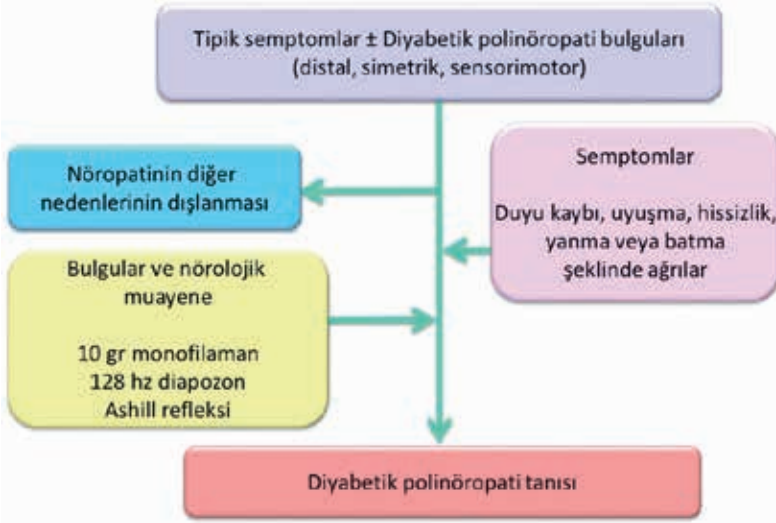 Tipik semptomlar ± Diyabetik polinöropati bulguları
(distal, simetrik, sensorimotor)
Nöropatinin diğer
nedenlerinin dışlanması
Semptomlar
Duyu kaybı, uyuşma, hissizlik,
yanma veya batma
şeklinde ağrılar
Bulgular ve nörolojik
muayene
10 gr monofilaman
128 hz diapozon
Ashill refleksi
Diyabetik polinöropati tanısı